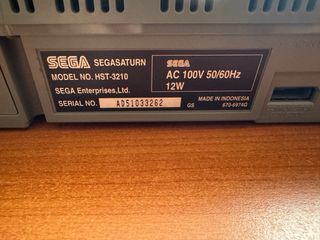 SEGA SEGASATURN
MODEL NO. HST-3210
SEGA Enterprises,Ltd.
SERIAL NO. AD51033262
SEGA
AC 100V 50/60Hz
12W
MADE IN INDONESIA
GS 670-6974G